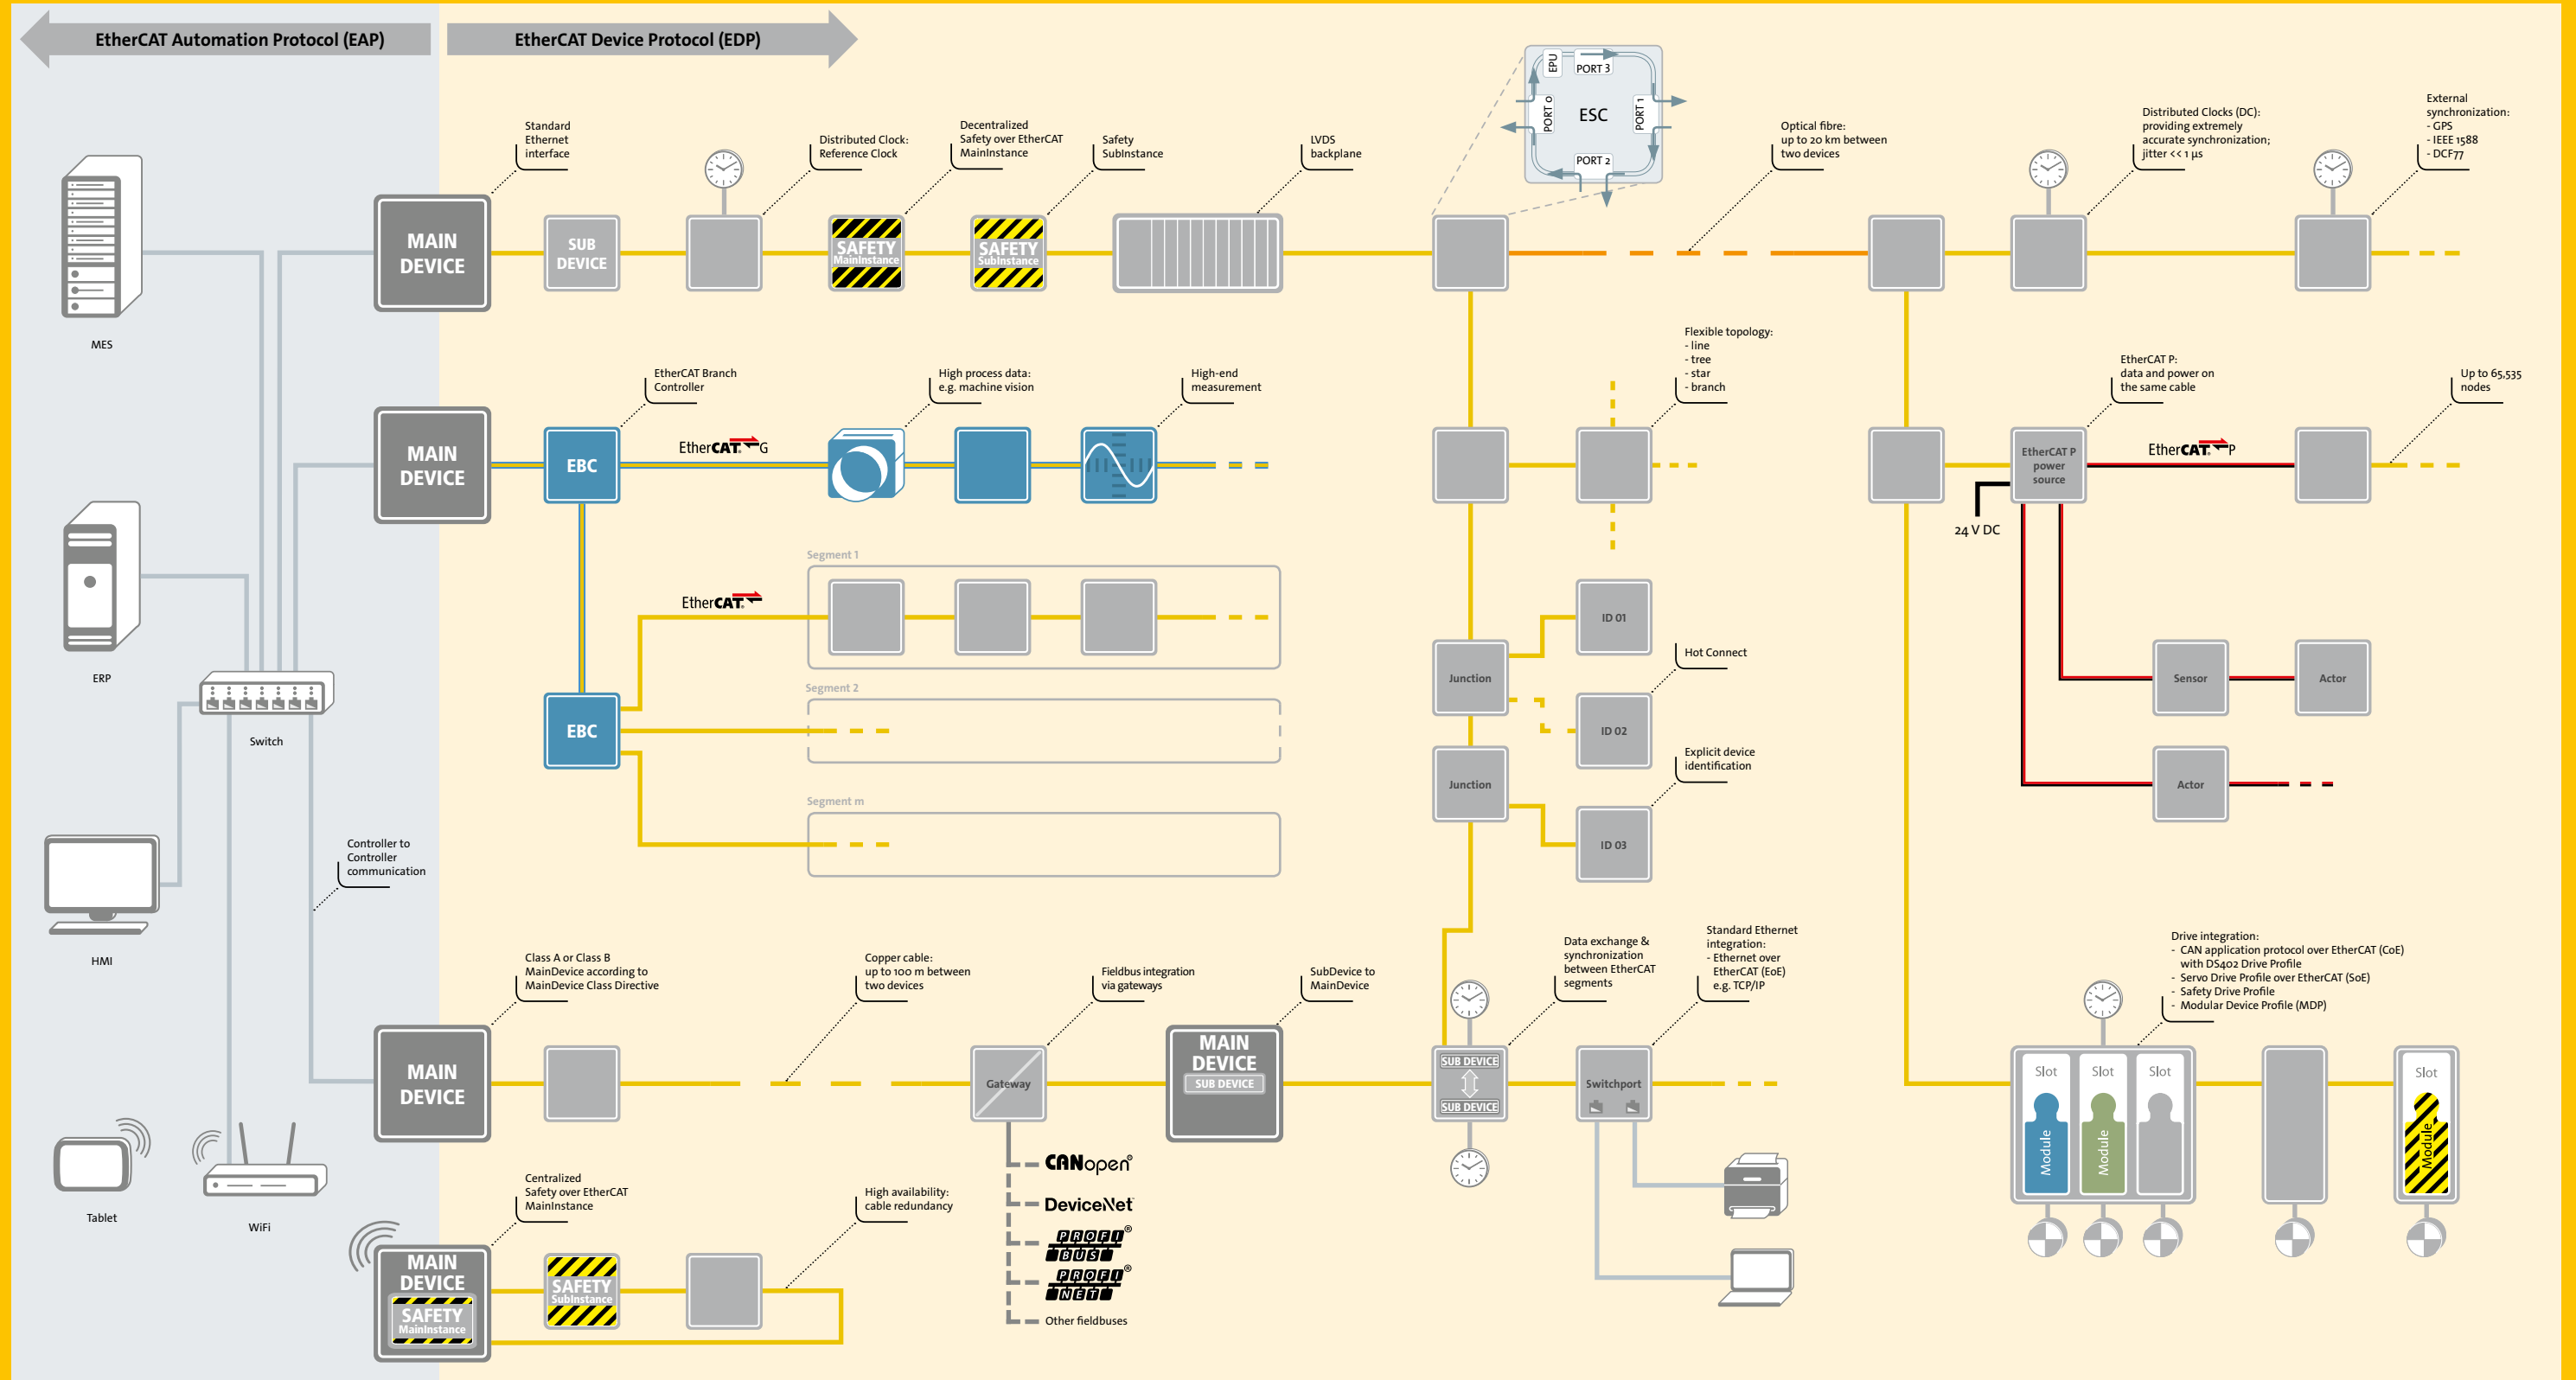 EtherCAT Automation Protocol (EAP)
EtherCAT Device Protocol (EDP)
EPU
PORT 3
PORT 0
ESC
PORT 1
PORT 2
Standard
Ethernet
interface
Distributed Clock:
Reference Clock
Decentralized
Safety over EtherCAT
MainInstance
Safety
SubInstance
LVDS
backplane
Optical fibre:
up to 20 km between
two devices
Distributed Clocks (DC):
providing extremely
accurate synchronization;
jitter << 1 µs
External
synchronization:
- GPS
- IEEE 1588
- DCF77
MAIN
DEVICE
SUB
DEVICE
SAFETY
MainInstance
SAFETY
SubInstance
MES
EtherCAT Branch
Controller
High process data:
e.g. machine vision
High-end
measurement
Flexible topology:
- line
- tree
- star
- branch
EtherCAT P:
data and power on
the same cable
Up to 65,535
nodes
MAIN
DEVICE
EBC
EtherCAT® G
EtherCAT P
power
source
EtherCAT® P
24 V DC
ERP
Segment 1
EtherCAT®
Segment 2
EBC
Segment m
Junction
ID 01
Hot Connect
ID 02
Junction
Explicit device
identification
ID 03
Sensor
Actor
Actor
Switch
HMI
Controller to
Controller
communication
Class A or Class B
MainDevice according to
MainDevice Class Directive
Copper cable:
up to 100 m between
two devices
Fieldbus integration
via gateways
SubDevice to
MainDevice
Data exchange &
synchronization
between EtherCAT
segments
Standard Ethernet
integration:
- Ethernet over
EtherCAT (EoE)
e.g. TCP/IP
Drive integration:
- CAN application protocol over EtherCAT (CoE)
with DS402 Drive Profile
- Servo Drive Profile over EtherCAT (SoE)
- Safety Drive Profile
- Modular Device Profile (MDP)
MAIN
DEVICE
Gateway
MAIN
DEVICE
SUB DEVICE
SUB DEVICE
SUB DEVICE
Switchport
Slot
Slot
Slot
Slot
Module
Module
Module
CANopen®
DeviceNet
PROFI®
BUS
PROFI®
NET
Other fieldbuses
Tablet
WiFi
Centralized
Safety over EtherCAT
MainInstance
High availability:
cable redundancy
MAIN
DEVICE
SAFETY
MainInstance
SAFETY
SubInstance